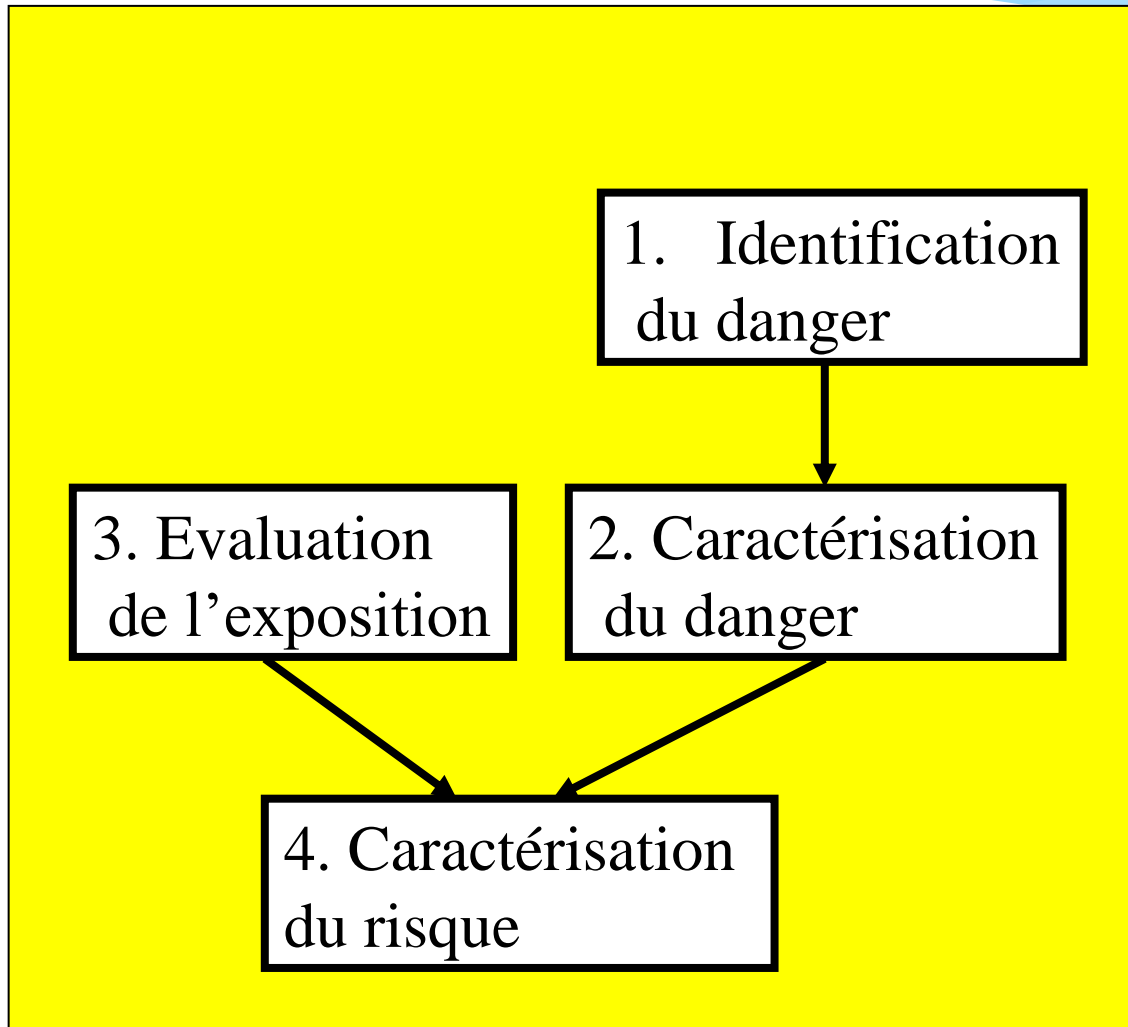 1. Identification
du danger
3. Evaluation
de l’exposition
2. Caractérisation
du danger
4. Caractérisation
du risque